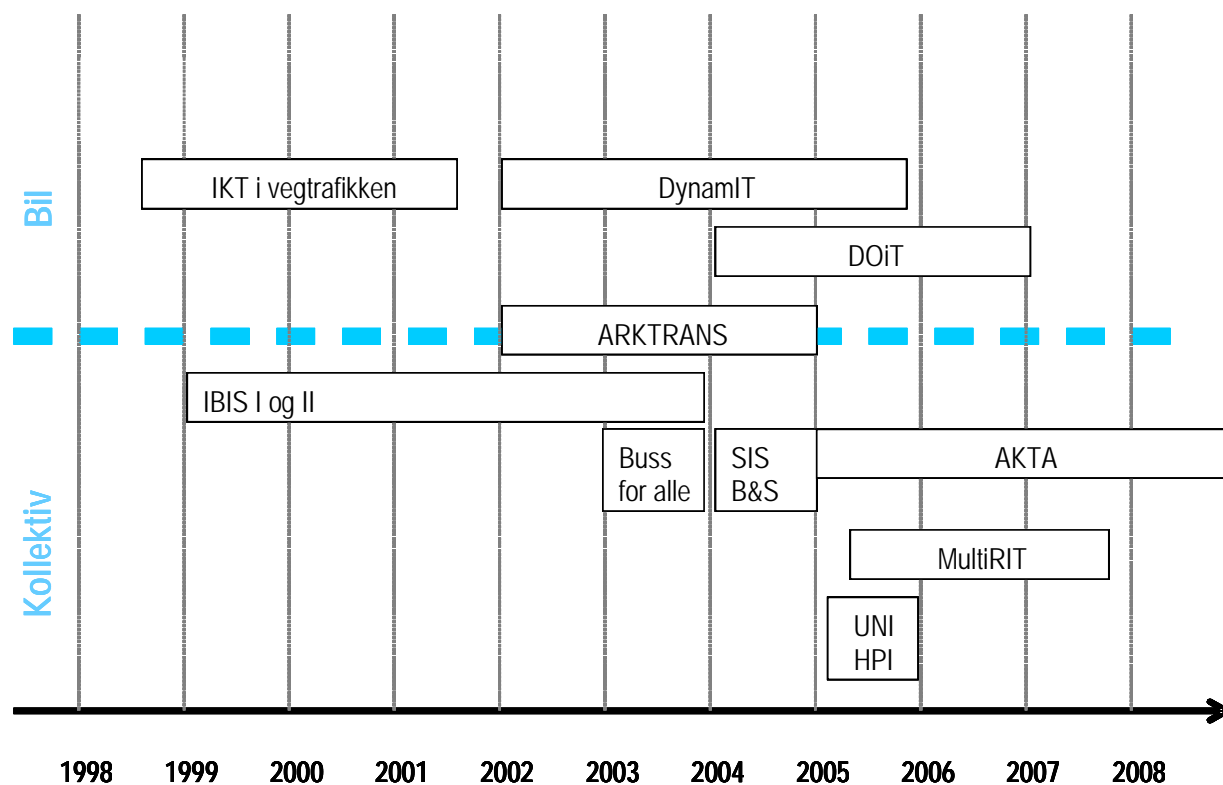 Bil
IKT i vegtrafikken
DynamIT
DOiT
ARKTRANS
Kollektiv
IBIS I og II
Buss
for alle
SIS
B&S
AKTA
MultiRIT
UNI
HPI
1998 1999 2000 2001 2002 2003 2004 2005 2006 2007 2008